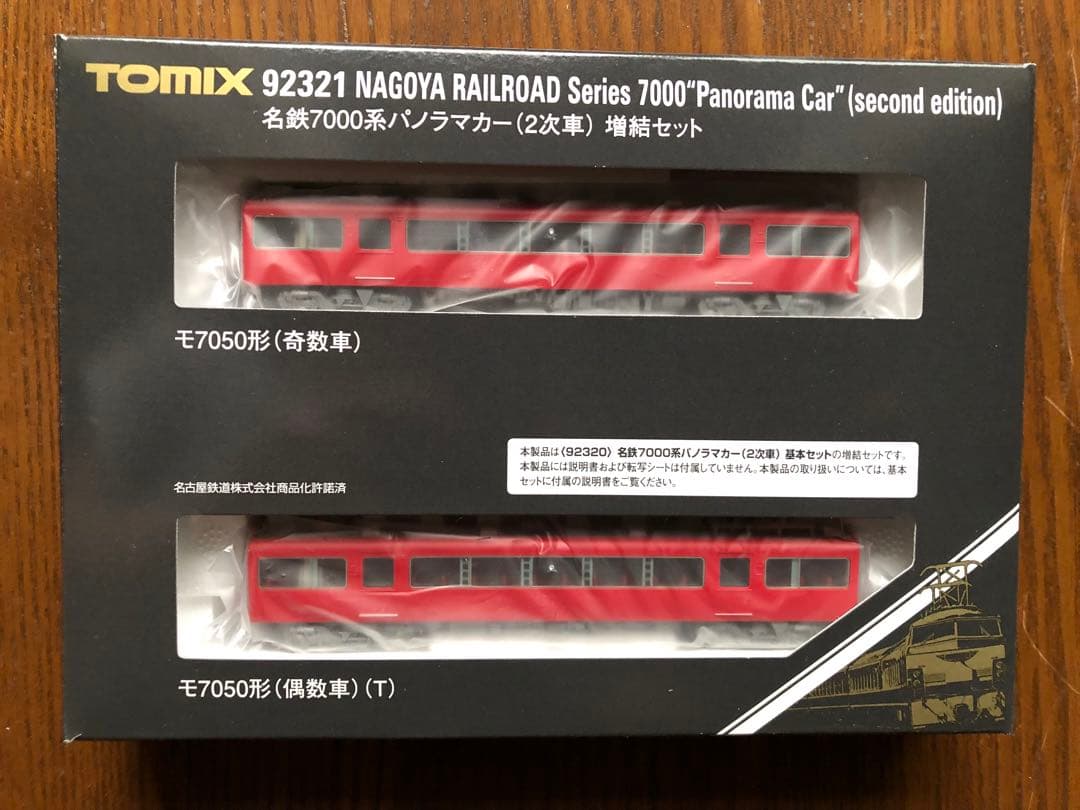 TOMIX 92321 NAGOYA RAILROAD Series 7000"Panorama Car"(second edition)
名鉄7000系パノラマカー(2次車) 増結セット
モ7050形(奇数車)
本製品は〈92320〉名鉄7000系パノラマカー(2次車) 基本セットの増結セットです。
本製品には説明書および転写シートは付属していません。本製品の取り扱いについては、基本
セットに付属の説明書をご覧ください。
名古屋鉄道株式会社商品化許諾済
モ7050形(偶数車)(T)